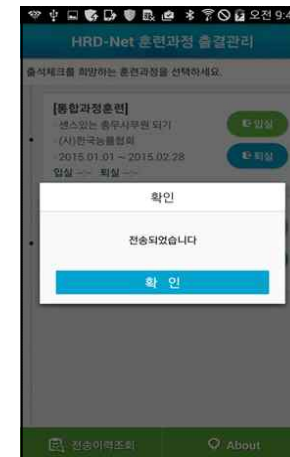 오전 9:4
HRD-Net 훈련과정 출결관리
출석체크를 희망하는 훈련과정을 선택하세요.
[통합과정훈련]
- 센스있는 총무사무원 되기
- (사)한국능률협회
- 2015.01.01 ~ 2015.02.28
입실 --:-- 퇴실 --:--
입실
퇴실
확인
전송되었습니다
확 인
전송이력조회
About